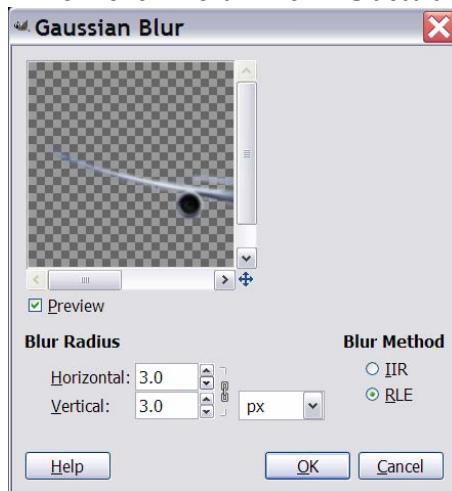 Gaussian Blur
Preview
Blur Radius
Blur Method
Horizontal: 3.0
IIR
Vertical: 3.0
px
RLE
Help
OK
Cancel